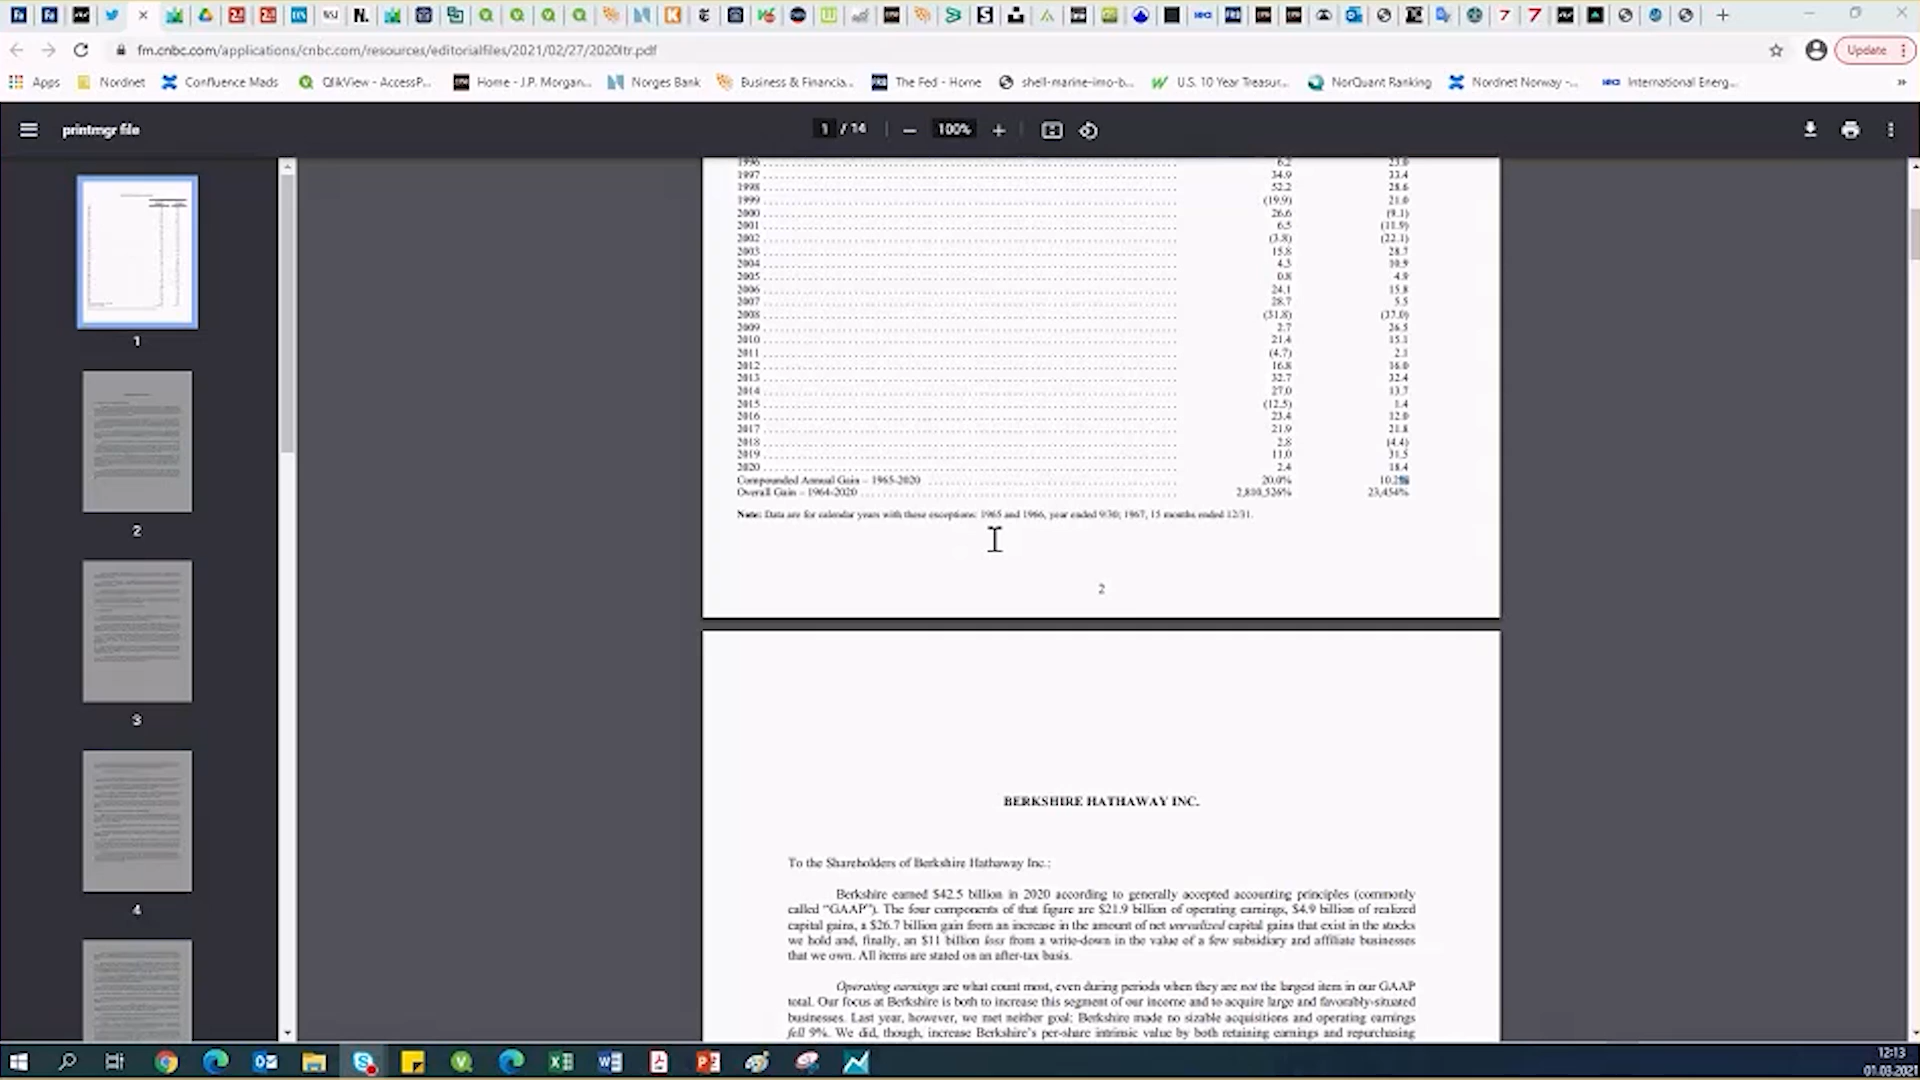 fm.cnbc.com/applications/cnbc.com/resources/editorialfiles/2021/02/27/2020ltr.pdf
Update
Apps Nordnet Confluence Mads QlikView - AccessP... Home - J.P. Morgan... Norges Bank Business & Financia... The Fed - Home shell-marine-imo-b... U.S. 10 Year Treasur... NorQuant Ranking Nordnet Norway -... International Energ... »
printmgr file 1 / 14 100%
1
2
3
4
1996 6.2 23.0
1997 34.9 33.4
1998 52.2 28.6
1999 (19.9) 21.0
2000 26.6 (9.1)
2001 6.5 (11.9)
2002 (3.8) (22.1)
2003 15.8 28.7
2004 4.3 10.9
2005 0.8 4.9
2006 24.1 15.8
2007 28.7 5.5
2008 (31.8) (37.0)
2009 2.7 26.5
2010 21.4 15.1
2011 (4.7) 2.1
2012 16.8 16.0
2013 32.7 32.4
2014 27.0 13.7
2015 (12.5) 1.4
2016 23.4 12.0
2017 21.9 21.8
2018 2.8 (4.4)
2019 11.0 31.5
2020 2.4 18.4
Compounded Annual Gain – 1965-2020 20.0% 10.2%
Overall Gain – 1964-2020 2,810,526% 23,454%
Note: Data are for calendar years with these exceptions: 1965 and 1966, year ended 9/30; 1967, 15 months ended 12/31.
2
BERKSHIRE HATHAWAY INC.
To the Shareholders of Berkshire Hathaway Inc.:
Berkshire earned $42.5 billion in 2020 according to generally accepted accounting principles (commonly
called “GAAP”). The four components of that figure are $21.9 billion of operating earnings, $4.9 billion of realized
capital gains, a $26.7 billion gain from an increase in the amount of net unrealized capital gains that exist in the stocks
we hold and, finally, an $11 billion loss from a write-down in the value of a few subsidiary and affiliate businesses
that we own. All items are stated on an after-tax basis.
Operating earnings are what count most, even during periods when they are not the largest item in our GAAP
total. Our focus at Berkshire is both to increase this segment of our income and to acquire large and favorably-situated
businesses. Last year, however, we met neither goal: Berkshire made no sizable acquisitions and operating earnings
fell 9%. We did, though, increase Berkshire’s per-share intrinsic value by both retaining earnings and repurchasing
12:13
01.03.2021